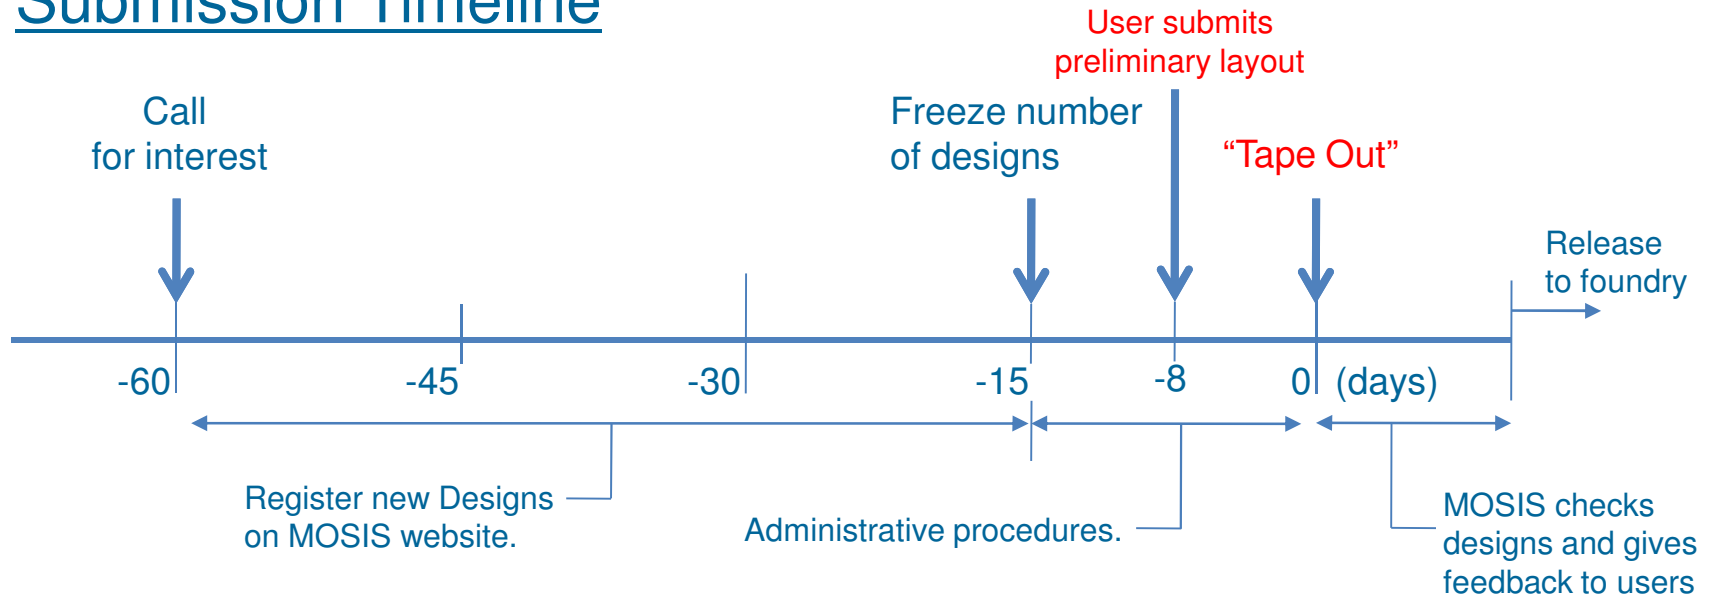 Submission Timeline
User submits
preliminary layout
Call
for interest
Freeze number
of designs
“Tape Out”
Release
to foundry
-60
-45
-30
-15
-8
0
(days)
Register new Designs
on MOSIS website.
Administrative procedures.
MOSIS checks
designs and gives
feedback to users